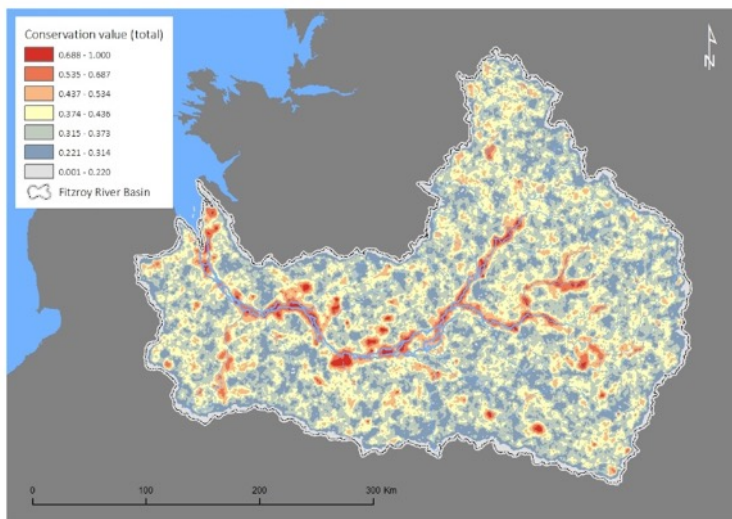 Conservation value (total)
0.688 - 1.000
0.535 - 0.687
0.437 - 0.534
0.374 - 0.436
0.315 - 0.373
0.221 - 0.314
0.001 - 0.220
Fitzroy River Basin
N
0 100 200 300 Km